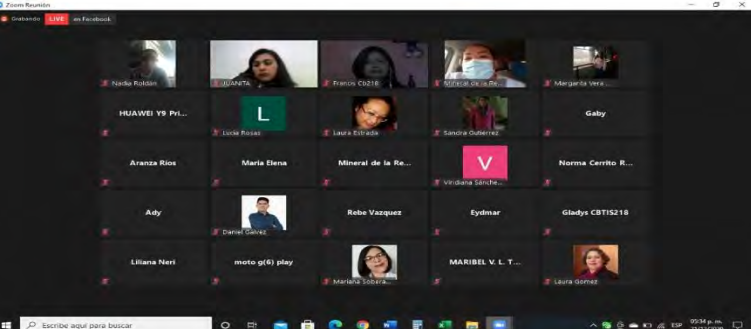 Zoom Reunión
Grabando LIVE en Facebook
Nadia Roldán
JUANITA
Francis Cb218
Mineral de la Re...
Margarita Vera ...
HUAWEI Y9 Pri...
L
Lucia Rosas
Laura Estrada
Sandra Gutierrez
Gaby
Aranza Ríos
María Elena
Mineral de la Re...
V
Viridiana Sánche...
Norma Cerrito R...
Ady
Daniel Galvez
Rebe Vazquez
Eydmar
Gladys CBTIS218
Liliana Neri
moto g(6) play
Mariana Sobera...
MARIBEL V. L. T...
Laura Gomez
Escribe aquí para buscar
ESP
05:34 p. m.